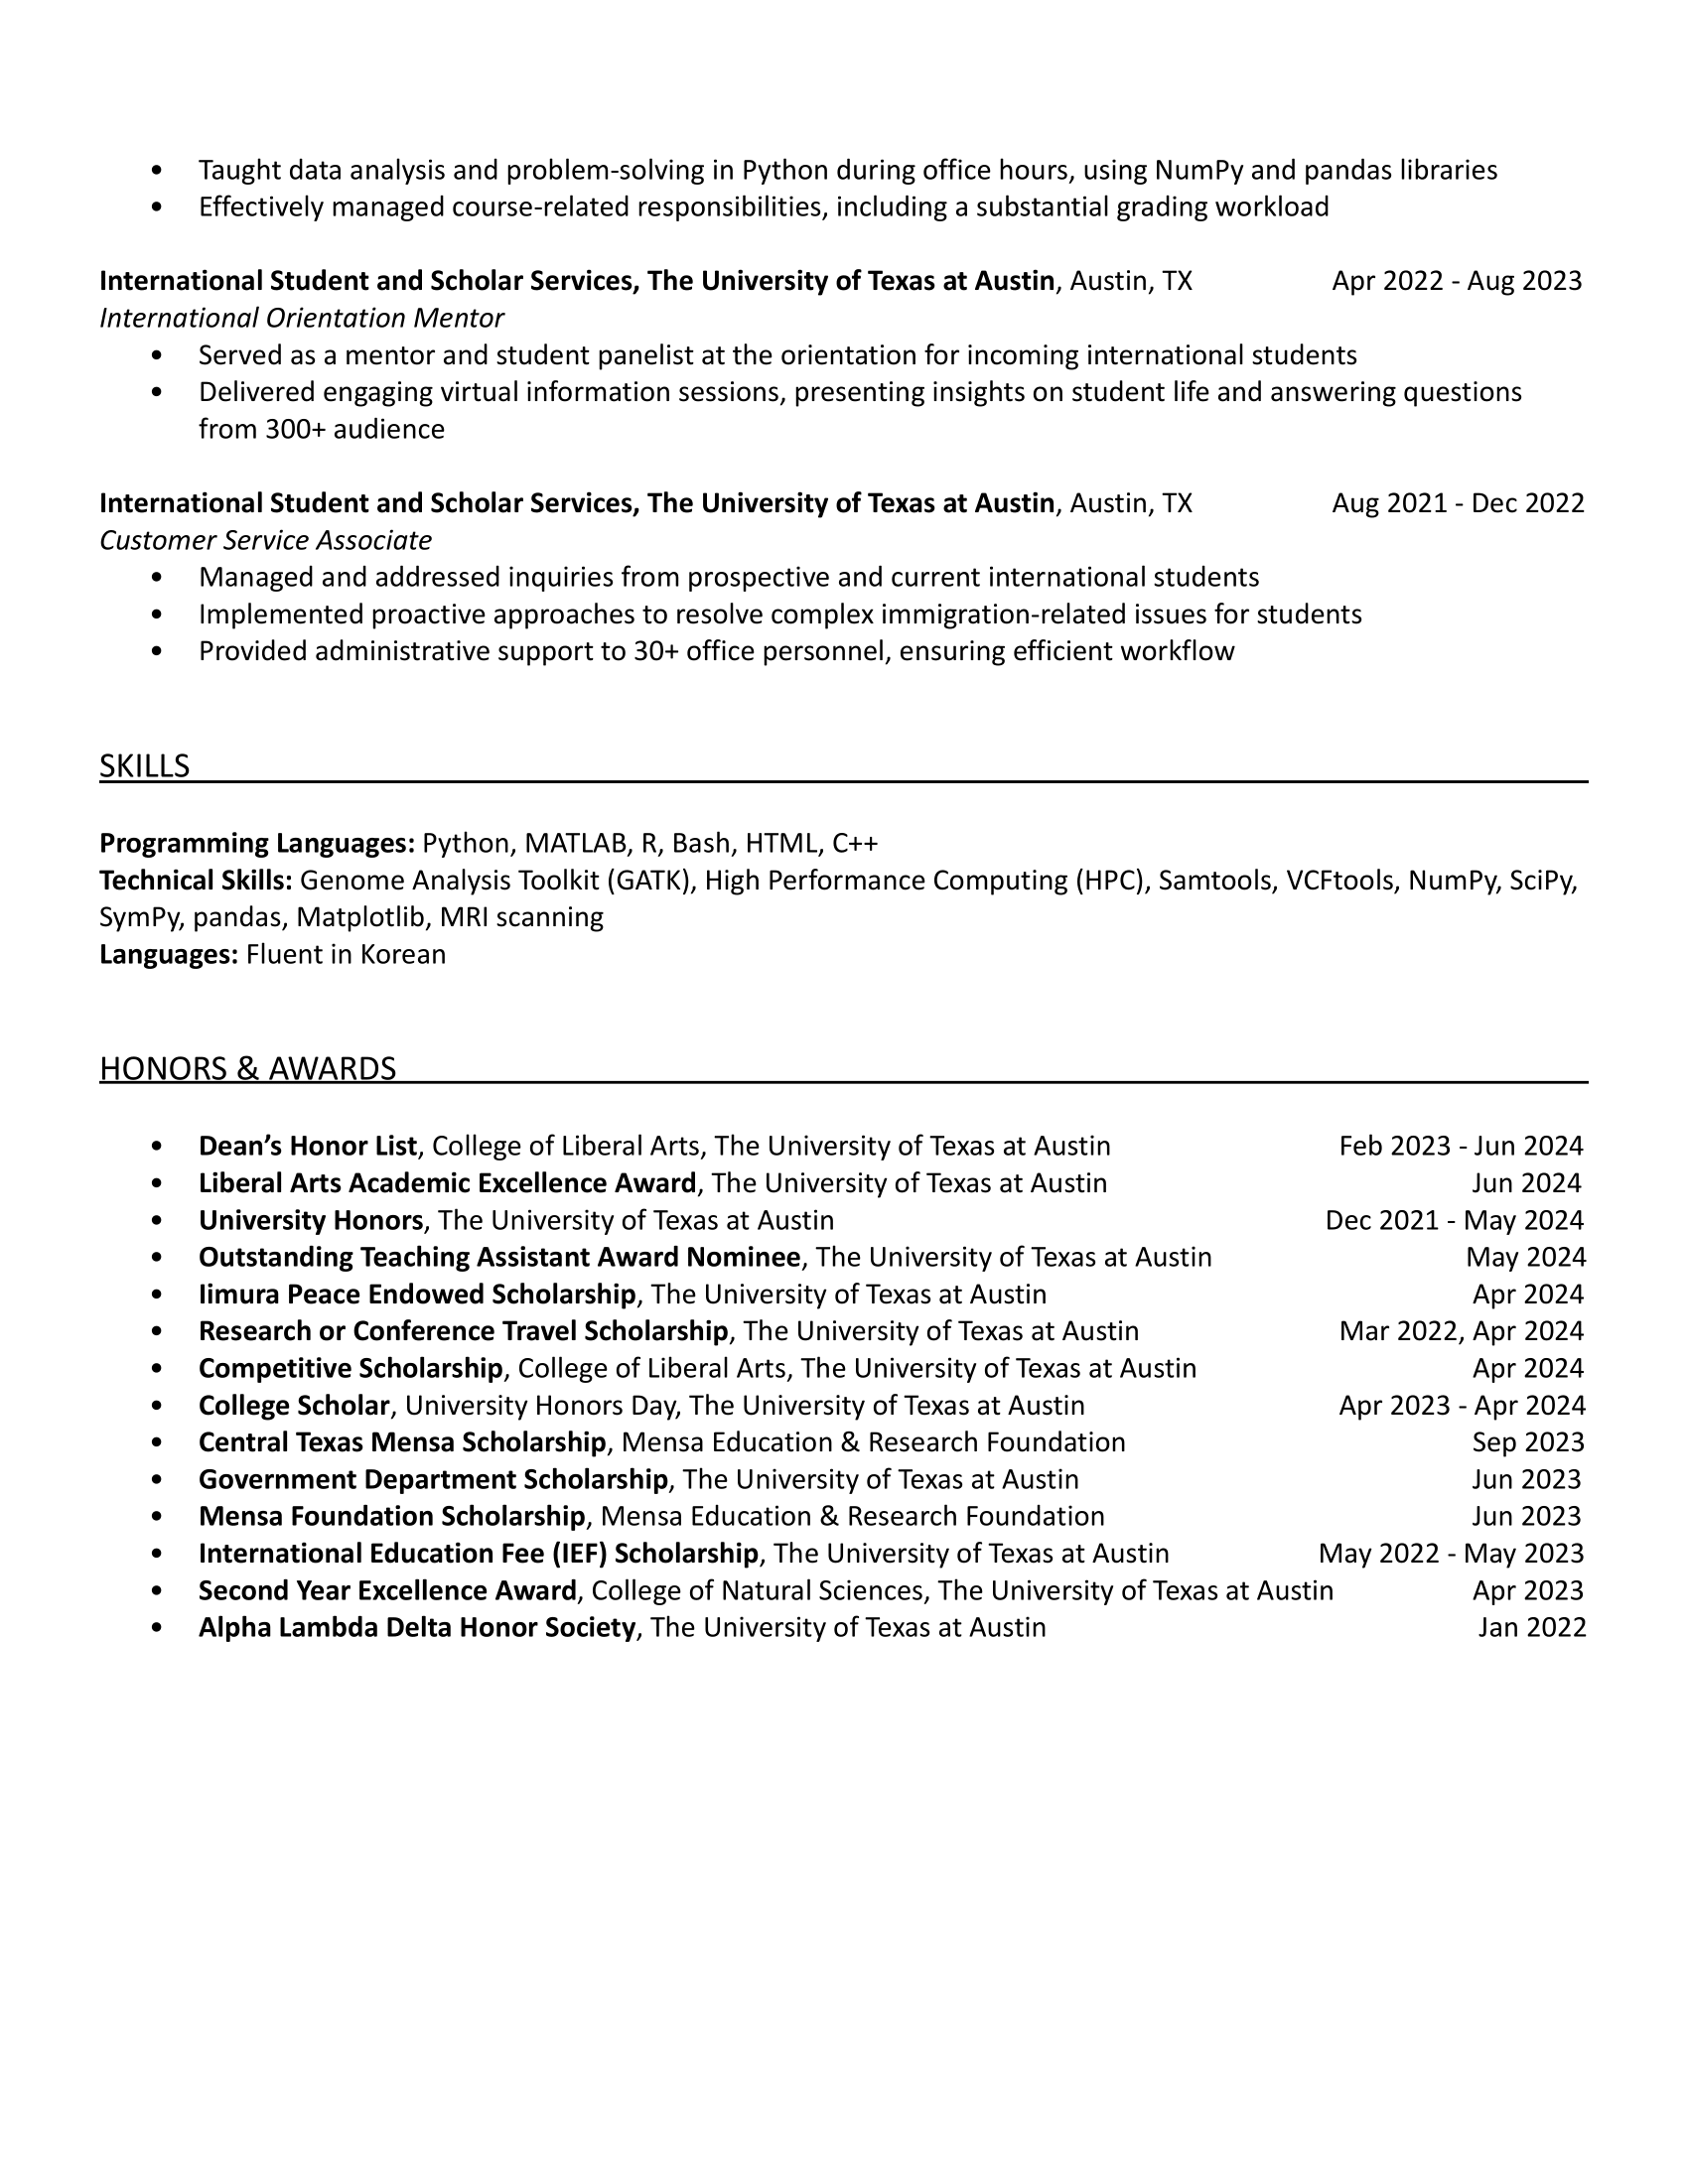 • Taught data analysis and problem-solving in Python during office hours, using NumPy and pandas libraries
• Effectively managed course-related responsibilities, including a substantial grading workload
International Student and Scholar Services, The University of Texas at Austin, Austin, TX Apr 2022 - Aug 2023
International Orientation Mentor
• Served as a mentor and student panelist at the orientation for incoming international students
• Delivered engaging virtual information sessions, presenting insights on student life and answering questions
from 300+ audience
International Student and Scholar Services, The University of Texas at Austin, Austin, TX Aug 2021 - Dec 2022
Customer Service Associate
• Managed and addressed inquiries from prospective and current international students
• Implemented proactive approaches to resolve complex immigration-related issues for students
• Provided administrative support to 30+ office personnel, ensuring efficient workflow
SKILLS
Programming Languages: Python, MATLAB, R, Bash, HTML, C++
Technical Skills: Genome Analysis Toolkit (GATK), High Performance Computing (HPC), Samtools, VCFtools, NumPy, SciPy,
SymPy, pandas, Matplotlib, MRI scanning
Languages: Fluent in Korean
HONORS & AWARDS
• Dean’s Honor List, College of Liberal Arts, The University of Texas at Austin Feb 2023 - Jun 2024
• Liberal Arts Academic Excellence Award, The University of Texas at Austin Jun 2024
• University Honors, The University of Texas at Austin Dec 2021 - May 2024
• Outstanding Teaching Assistant Award Nominee, The University of Texas at Austin May 2024
• Iimura Peace Endowed Scholarship, The University of Texas at Austin Apr 2024
• Research or Conference Travel Scholarship, The University of Texas at Austin Mar 2022, Apr 2024
• Competitive Scholarship, College of Liberal Arts, The University of Texas at Austin Apr 2024
• College Scholar, University Honors Day, The University of Texas at Austin Apr 2023 - Apr 2024
• Central Texas Mensa Scholarship, Mensa Education & Research Foundation Sep 2023
• Government Department Scholarship, The University of Texas at Austin Jun 2023
• Mensa Foundation Scholarship, Mensa Education & Research Foundation Jun 2023
• International Education Fee (IEF) Scholarship, The University of Texas at Austin May 2022 - May 2023
• Second Year Excellence Award, College of Natural Sciences, The University of Texas at Austin Apr 2023
• Alpha Lambda Delta Honor Society, The University of Texas at Austin Jan 2022